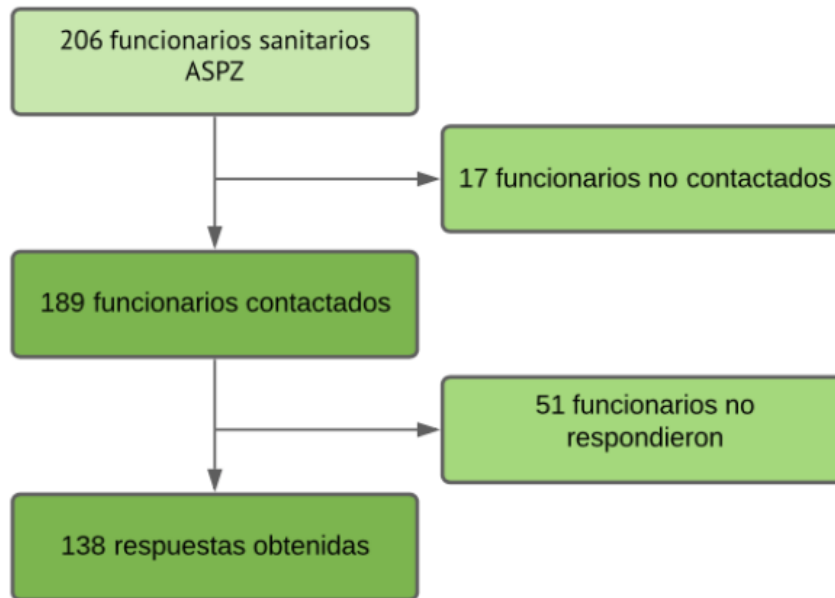 206 funcionarios sanitarios
ASPZ
17 funcionarios no contactados
189 funcionarios contactados
51 funcionarios no
respondieron
138 respuestas obtenidas